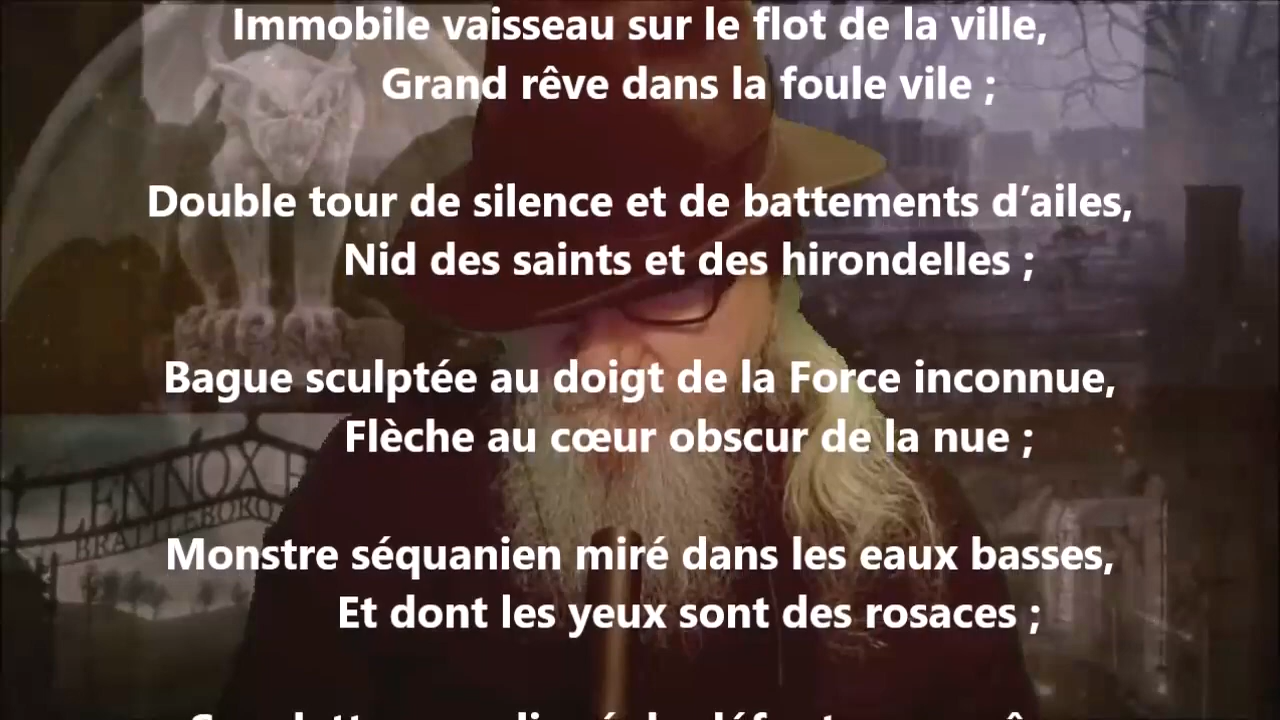 Immobile vaisseau sur le flot de la ville,
Grand rêve dans la foule vile ;
Double tour de silence et de battements d’ailes,
Nid des saints et des hirondelles ;
Bague sculptée au doigt de la Force inconnue,
Flèche au cœur obscur de la nue ;
LENNOX
BRATTLEBORO
Monstre séquanien miré dans les eaux basses,
Et dont les yeux sont des rosaces ;